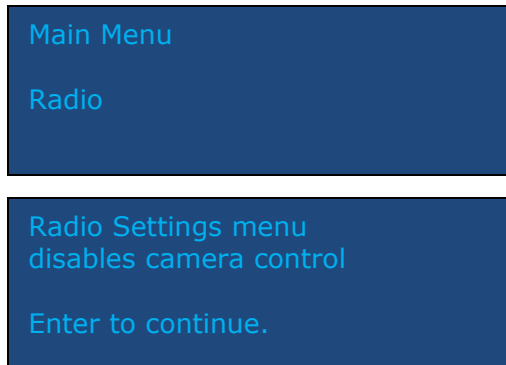 Main Menu
Radio
Radio Settings menu
disables camera control
Enter to continue.